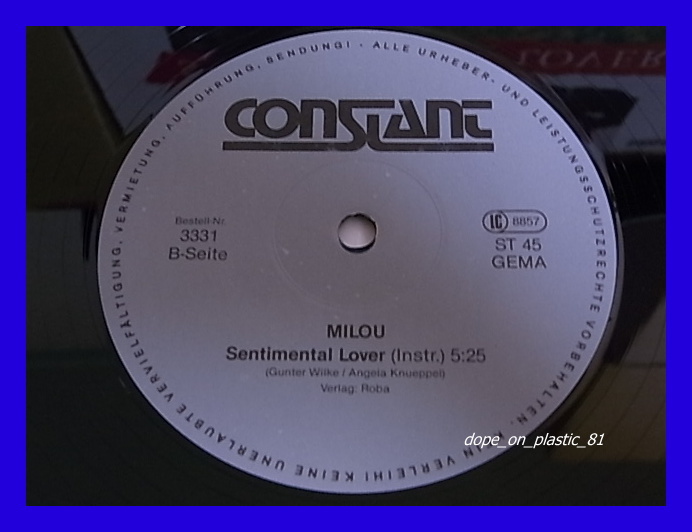 CONSTANT
Bestell-Nr.
3331
B-Seite
LC 8857
ST 45
GEMA
MILOU
Sentimental Lover (Instr.) 5:25
(Gunter Wilke / Angela Knueppel)
Verlag: Roba
ALLE URHEBER- UND LEISTUNGSSCHUTZRECHTE VORBEHALTEN. VERLEIH! KEINE UNERLAUBTE VERVIELFÄLTIGUNG, VERMIETUNG, AUFFÜHRUNG, SENDUNG! ·
dope_on_plastic_81
LOVER